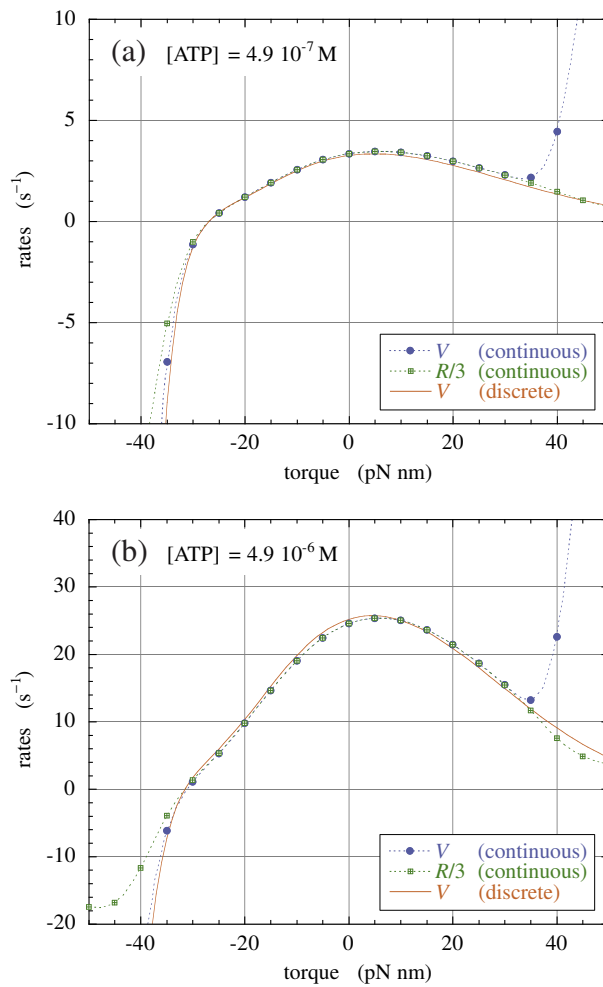 (a) [ATP] = 4.9 10⁻⁷ M
10
5
0
-5
-10
rates (s⁻¹)
V (continuous)
R/3 (continuous)
V (discrete)
-40 -20 0 20 40
torque (pN nm)
(b) [ATP] = 4.9 10⁻⁶ M
40
30
20
10
0
-10
-20
rates (s⁻¹)
V (continuous)
R/3 (continuous)
V (discrete)
-40 -20 0 20 40
torque (pN nm)